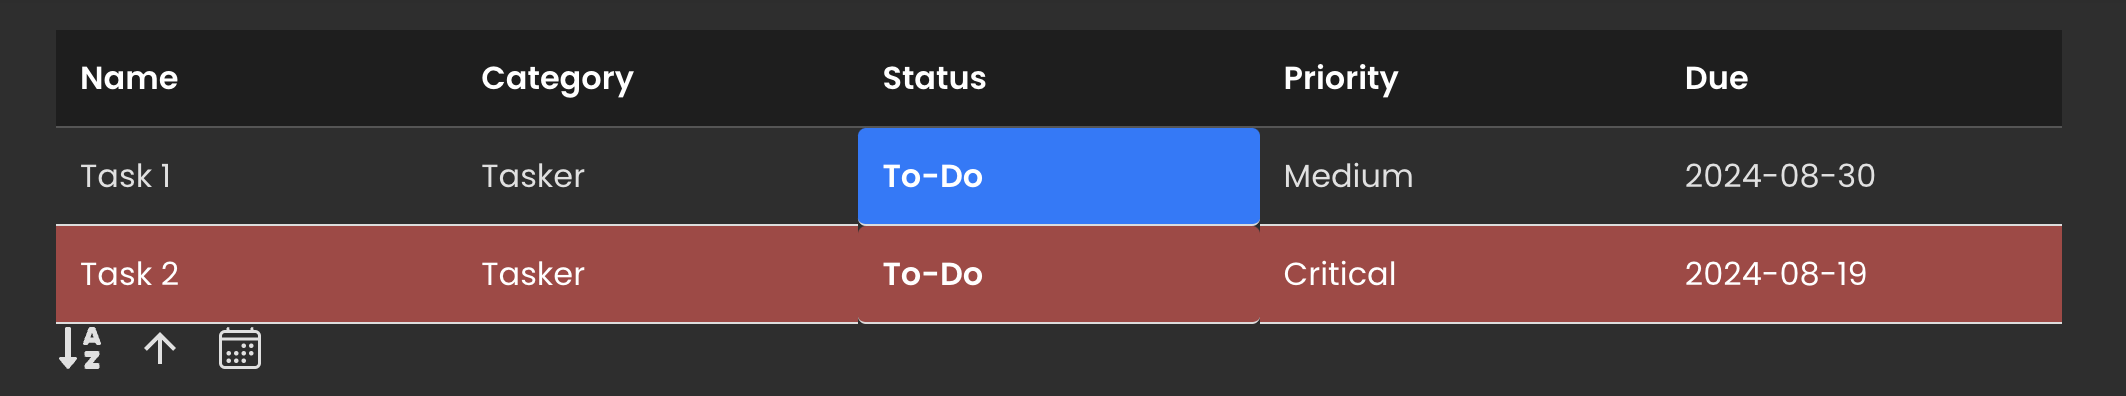 Name Category Status Priority Due
Task 1 Tasker To-Do Medium 2024-08-30
Task 2 Tasker To-Do Critical 2024-08-19
A
Z